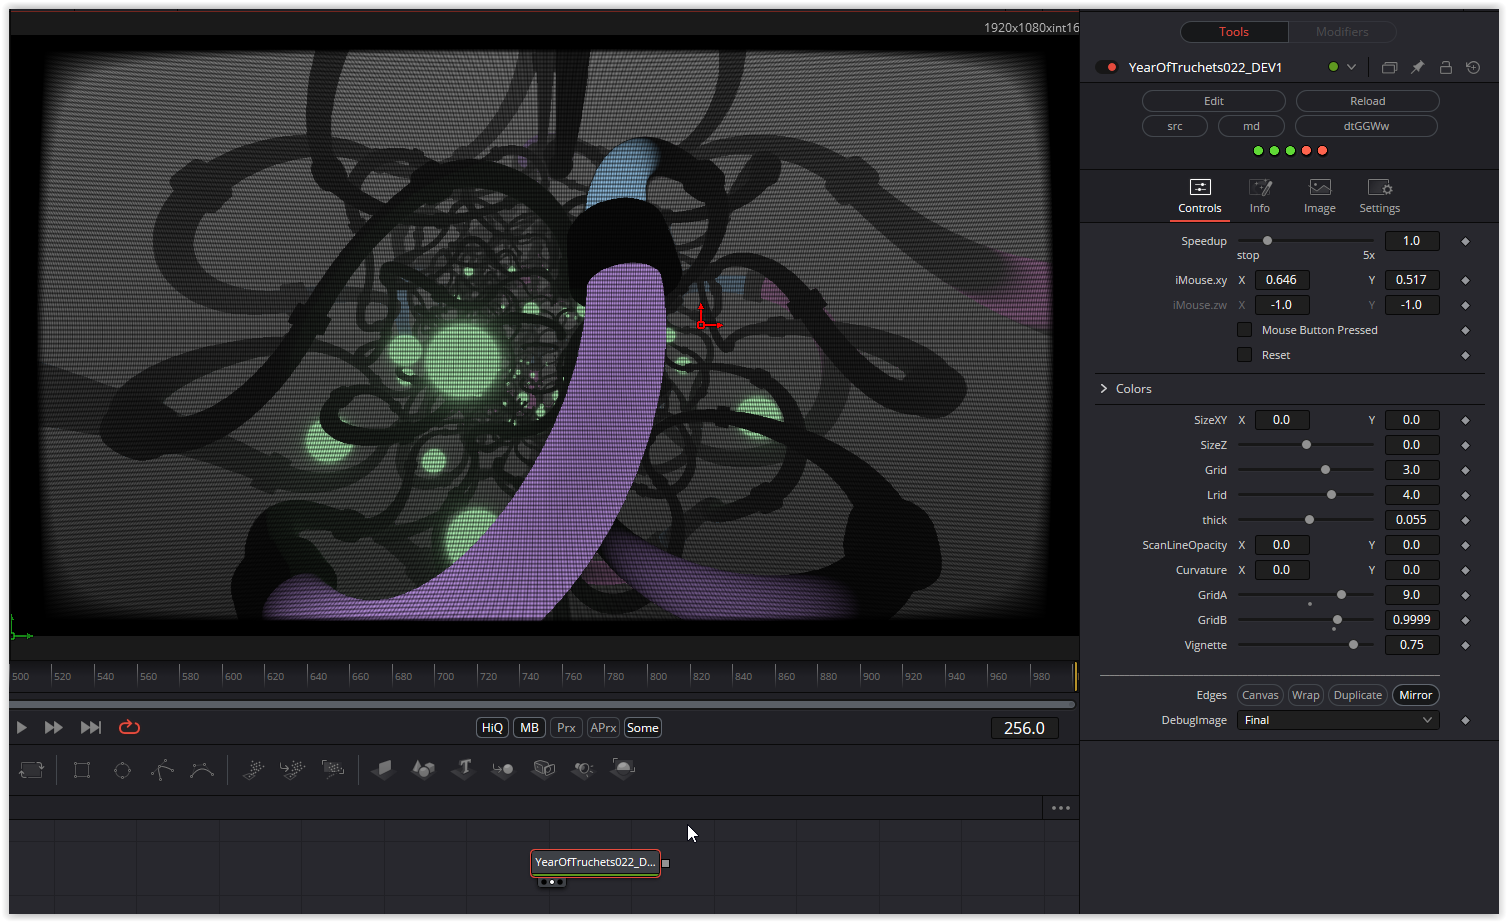 1920x1080xint16
Tools Modifiers
YearOfTruchets022_DEV1
Edit Reload
src md dtGGWw
Controls Info Image Settings
Speedup 1.0
stop 5x
iMouse.xy X 0.646 Y 0.517
iMouse.zw X -1.0 Y -1.0
Mouse Button Pressed
Reset
Colors
SizeXY X 0.0 Y 0.0
SizeZ 0.0
Grid 3.0
Lrid 4.0
thick 0.055
ScanLineOpacity X 0.0 Y 0.0
Curvature X 0.0 Y 0.0
GridA 9.0
GridB 0.9999
Vignette 0.75
Edges Canvas Wrap Duplicate Mirror
DebugImage Final
500 520 540 560 580 600 620 640 660 680 700 720 740 760 780 800 820 840 860 880 900 920 940 960 980
HiQ MB Prx APrx Some 256.0
YearOfTruchets022_D...